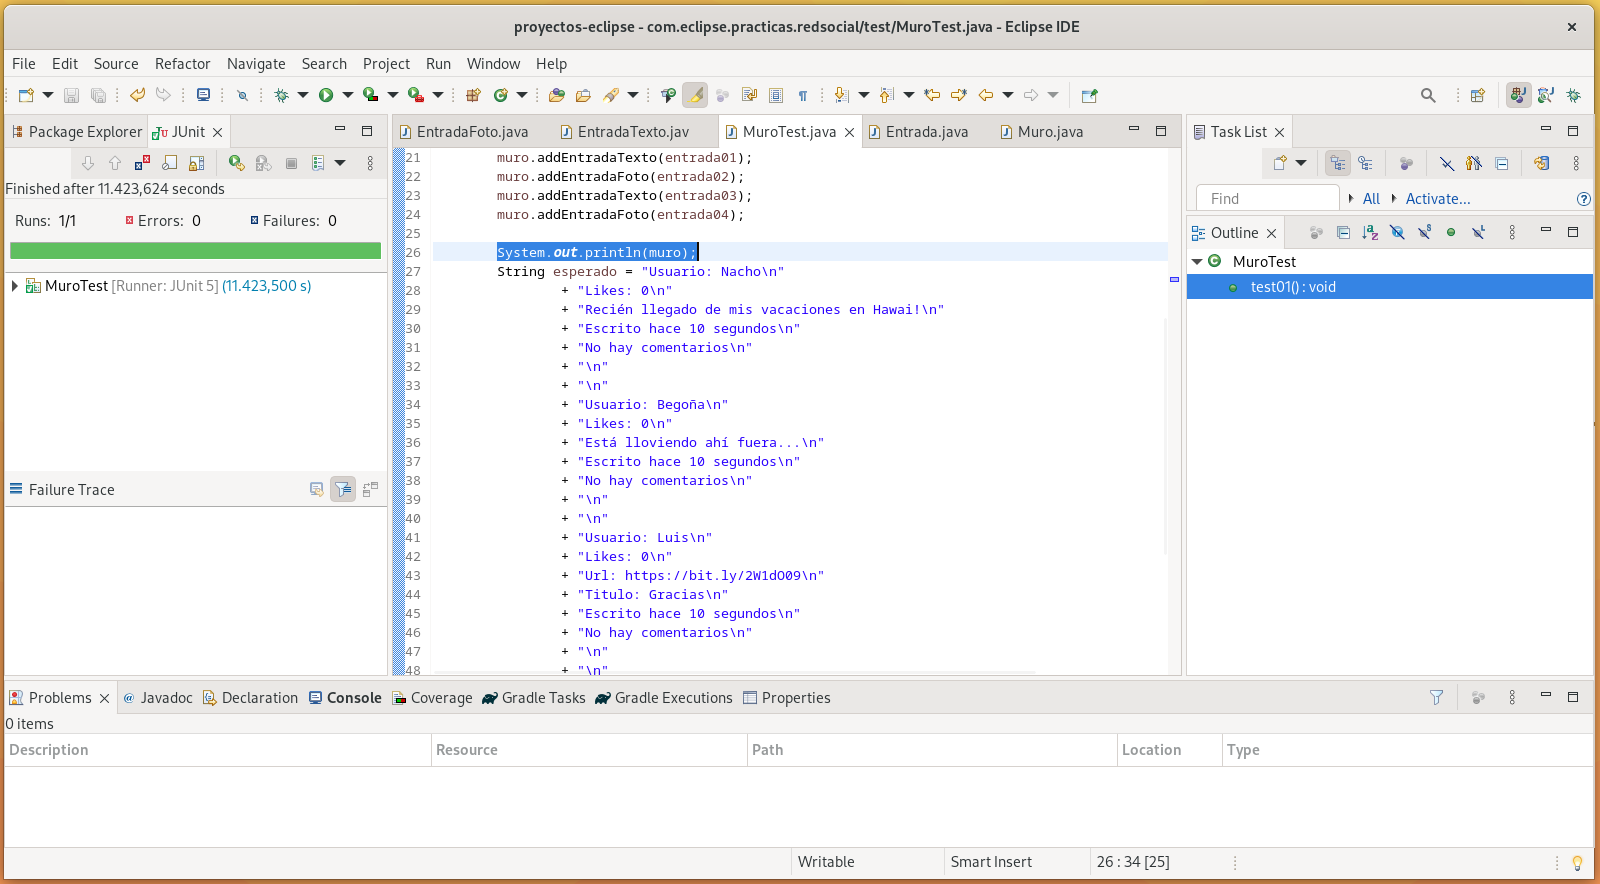 proyectos-eclipse - com.eclipse.practicas.redsocial/test/MuroTest.java - Eclipse IDE
File Edit Source Refactor Navigate Search Project Run Window Help
Package Explorer JUnit
Finished after 11.423,624 seconds
Runs: 1/1 Errors: 0 Failures: 0
MuroTest [Runner: JUnit 5] (11.423,500 s)
Failure Trace
EntradaFoto.java EntradaTexto.jav MuroTest.java Entrada.java Muro.java
21 muro.addEntradaTexto(entrada01);
22 muro.addEntradaFoto(entrada02);
23 muro.addEntradaTexto(entrada03);
24 muro.addEntradaFoto(entrada04);
25
26 System.out.println(muro);
27 String esperado = "Usuario: Nacho\n"
28 + "Likes: 0\n"
29 + "Recién llegado de mis vacaciones en Hawai!\n"
30 + "Escrito hace 10 segundos\n"
31 + "No hay comentarios\n"
32 + "\n"
33 + "\n"
34 + "Usuario: Begoña\n"
35 + "Likes: 0\n"
36 + "Está lloviendo ahí fuera...\n"
37 + "Escrito hace 10 segundos\n"
38 + "No hay comentarios\n"
39 + "\n"
40 + "\n"
41 + "Usuario: Luis\n"
42 + "Likes: 0\n"
43 + "Url: https://bit.ly/2W1dO09\n"
44 + "Titulo: Gracias\n"
45 + "Escrito hace 10 segundos\n"
46 + "No hay comentarios\n"
47 + "\n"
48 + "\n"
Task List
Find All Activate...
Outline
MuroTest
test01() : void
Problems @ Javadoc Declaration Console Coverage Gradle Tasks Gradle Executions Properties
0 items
Description Resource Path Location Type
Writable Smart Insert 26 : 34 [25]